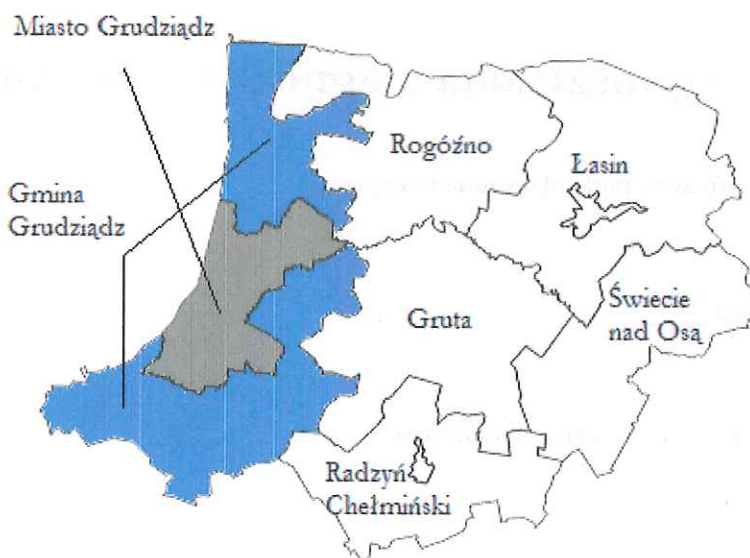 Miasto Grudziądz
Rogóźno
Łasin
Gmina
Grudziądz
Świecie
nad Osą
Gruta
Radzyń
Chełmiński